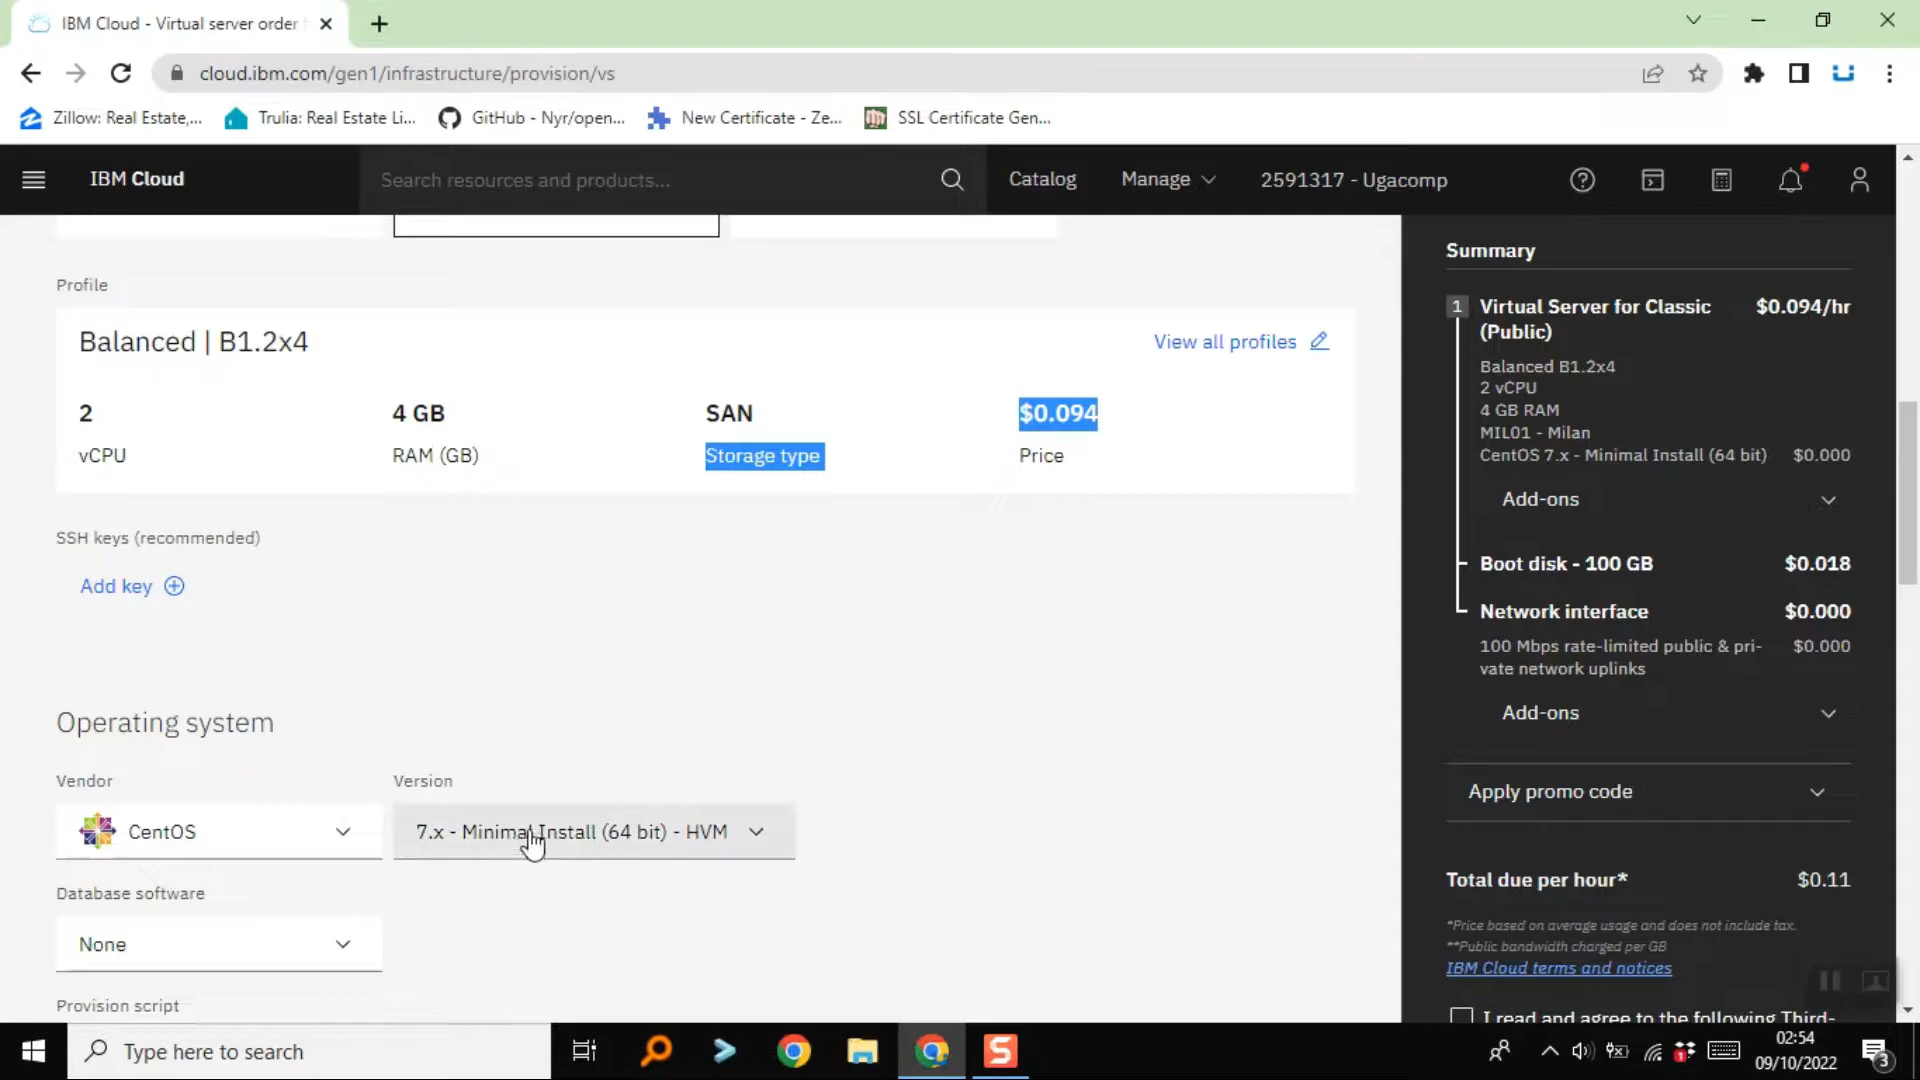 IBM Cloud - Virtual server order
cloud.ibm.com/gen1/infrastructure/provision/vs
Zillow: Real Estate,...
Trulia: Real Estate Li...
GitHub - Nyr/open...
New Certificate - Ze...
SSL Certificate Gen...
IBM Cloud
Search resources and products...
Catalog
Manage
2591317 - Ugacomp
Profile
Balanced | B1.2x4
View all profiles
2
4 GB
SAN
$0.094
vCPU
RAM (GB)
Storage type
Price
SSH keys (recommended)
Add key
Operating system
Vendor
Version
CentOS
7.x - Minimal Install (64 bit) - HVM
Database software
None
Provision script
Summary
1 Virtual Server for Classic $0.094/hr
(Public)
Balanced B1.2x4
2 vCPU
4 GB RAM
MIL01 - Milan
CentOS 7.x - Minimal Install (64 bit) $0.000
Add-ons
Boot disk - 100 GB $0.018
Network interface $0.000
100 Mbps rate-limited public & pri- $0.000
vate network uplinks
Add-ons
Apply promo code
Total due per hour* $0.11
*Price based on average usage and does not include tax.
**Public bandwidth charged per GB
IBM Cloud terms and notices
I read and agree to the following Third-
Type here to search
1
02:54
09/10/2022
3